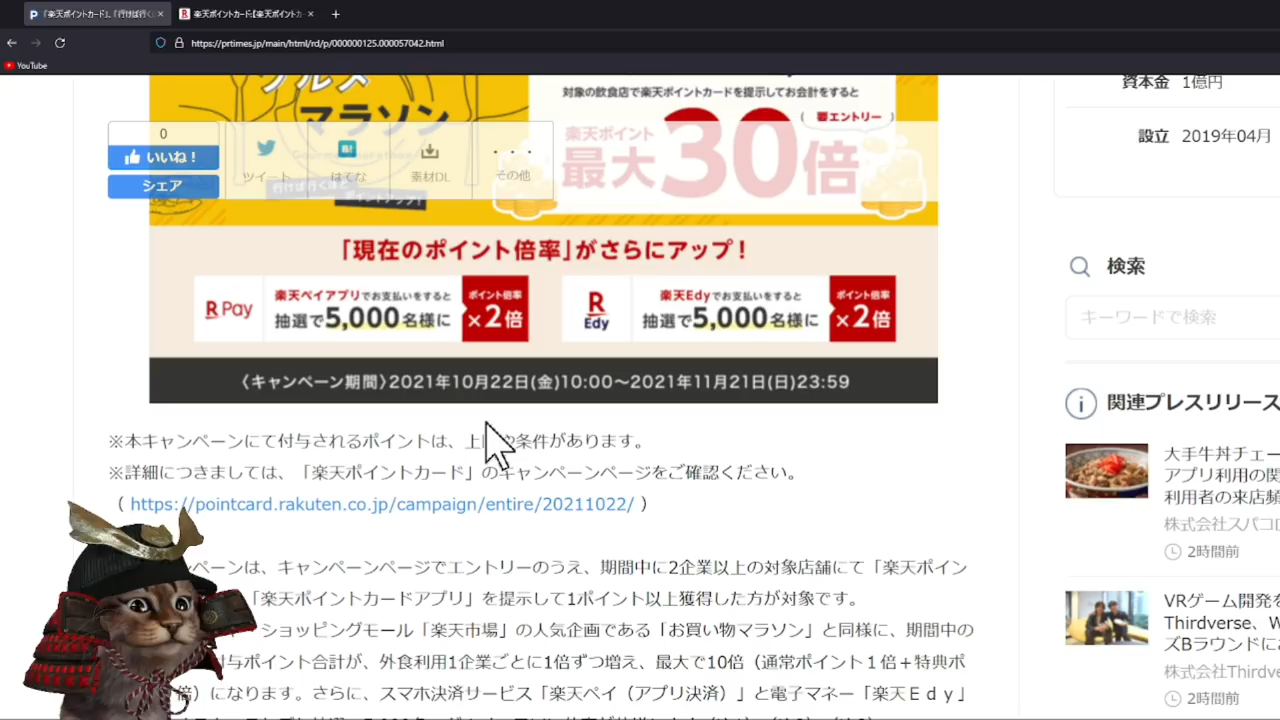 「楽天ポイントカード」、「行けば行く
楽天ポイントカード:【楽天ポイントカー
https://prtimes.jp/main/html/rd/p/000000125.000057042.html
YouTube
グルメ
マラソン
行けば行くほど
ポイントアップ!
対象の飲食店で楽天ポイントカードを提示してお会計をすると
(要エントリー)
楽天ポイント
最大30倍
0
いいね!
シェア
ツイート
はてな
素材DL
その他
「現在のポイント倍率」がさらにアップ!
R Pay
楽天ペイアプリでお支払いをすると
抽選で5,000名様に
ポイント倍率
×2倍
R
Edy
楽天Edyでお支払いをすると
抽選で5,000名様に
ポイント倍率
×2倍
〈キャンペーン期間〉2021年10月22日(金)10:00〜2021年11月21日(日)23:59
※本キャンペーンにて付与されるポイントは、上や条件があります。
※詳細につきましては、「楽天ポイントカード」のキャンペーンページをご確認ください。
( https://pointcard.rakuten.co.jp/campaign/entire/20211022/ )
ペーンは、キャンペーンページでエントリーのうえ、期間中に2企業以上の対象店舗にて「楽天ポイン
「楽天ポイントカードアプリ」を提示して1ポイント以上獲得した方が対象です。
ショッピングモール「楽天市場」の人気企画である「お買い物マラソン」と同様に、期間中の
与ポイント合計が、外食利用1企業ごとに1倍ずつ増え、最大で10倍(通常ポイント1倍+特典ポ
倍)になります。さらに、スマホ決済サービス「楽天ペイ(アプリ決済)」と電子マネー「楽天Ｅｄｙ」
資本金 1億円
設立 2019年04月
検索
キーワードで検索
関連プレスリリース
大手牛丼チェー
アプリ利用の関
利用者の来店頻
株式会社スパコロ
2時間前
VRゲーム開発を
Thirdverse、W
ズBラウンドに
株式会社Thirdve
2時間前